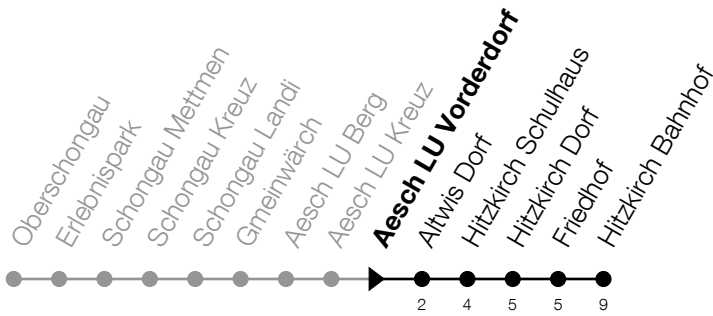 Oberschongau
Erlebnispark
Schongau Mettmen
Schongau Kreuz
Schongau Landi
Gmeinwärch
Aesch LU Berg
Aesch LU Kreuz
Aesch LU Vorderdorf
Altwis Dorf
Hitzkirch Schulhaus
Hitzkirch Dorf
Friedhof
Hitzkirch Bahnhof
2 4 5 5 9